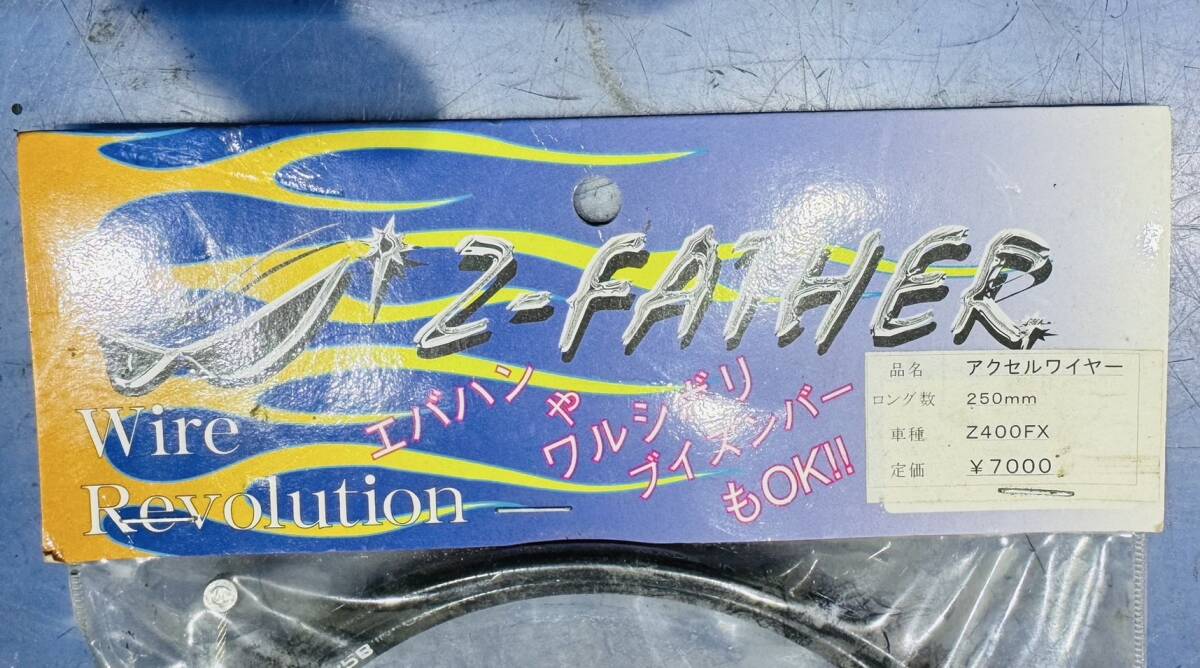 Z-FATHER
Wire
Revolution
エバハン
や
ワルシボリ
ブイズンバー
もOK!!
品名 アクセルワイヤー
ロング数 250mm
車種 Z400FX
定価 ¥7000